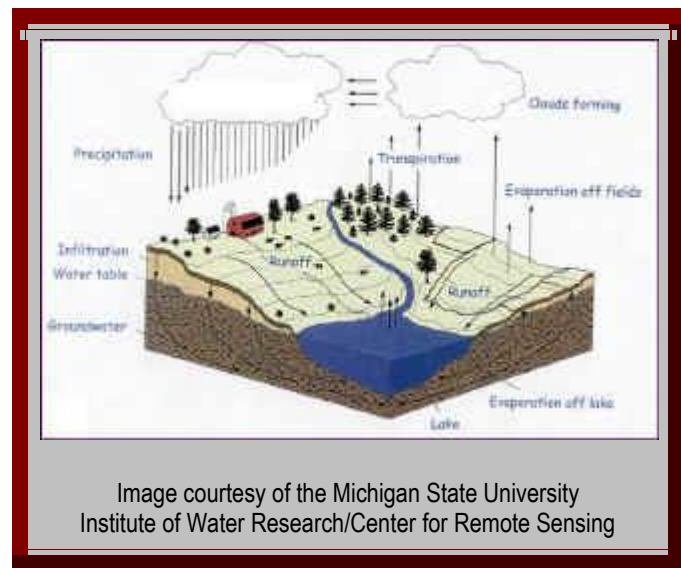 Clouds forming
Precipitation
Transpiration
Evaporation off fields
Infiltration
Water table
Runoff
Runoff
Groundwater
Evaporation off lake
Lake
Image courtesy of the Michigan State University
Institute of Water Research/Center for Remote Sensing